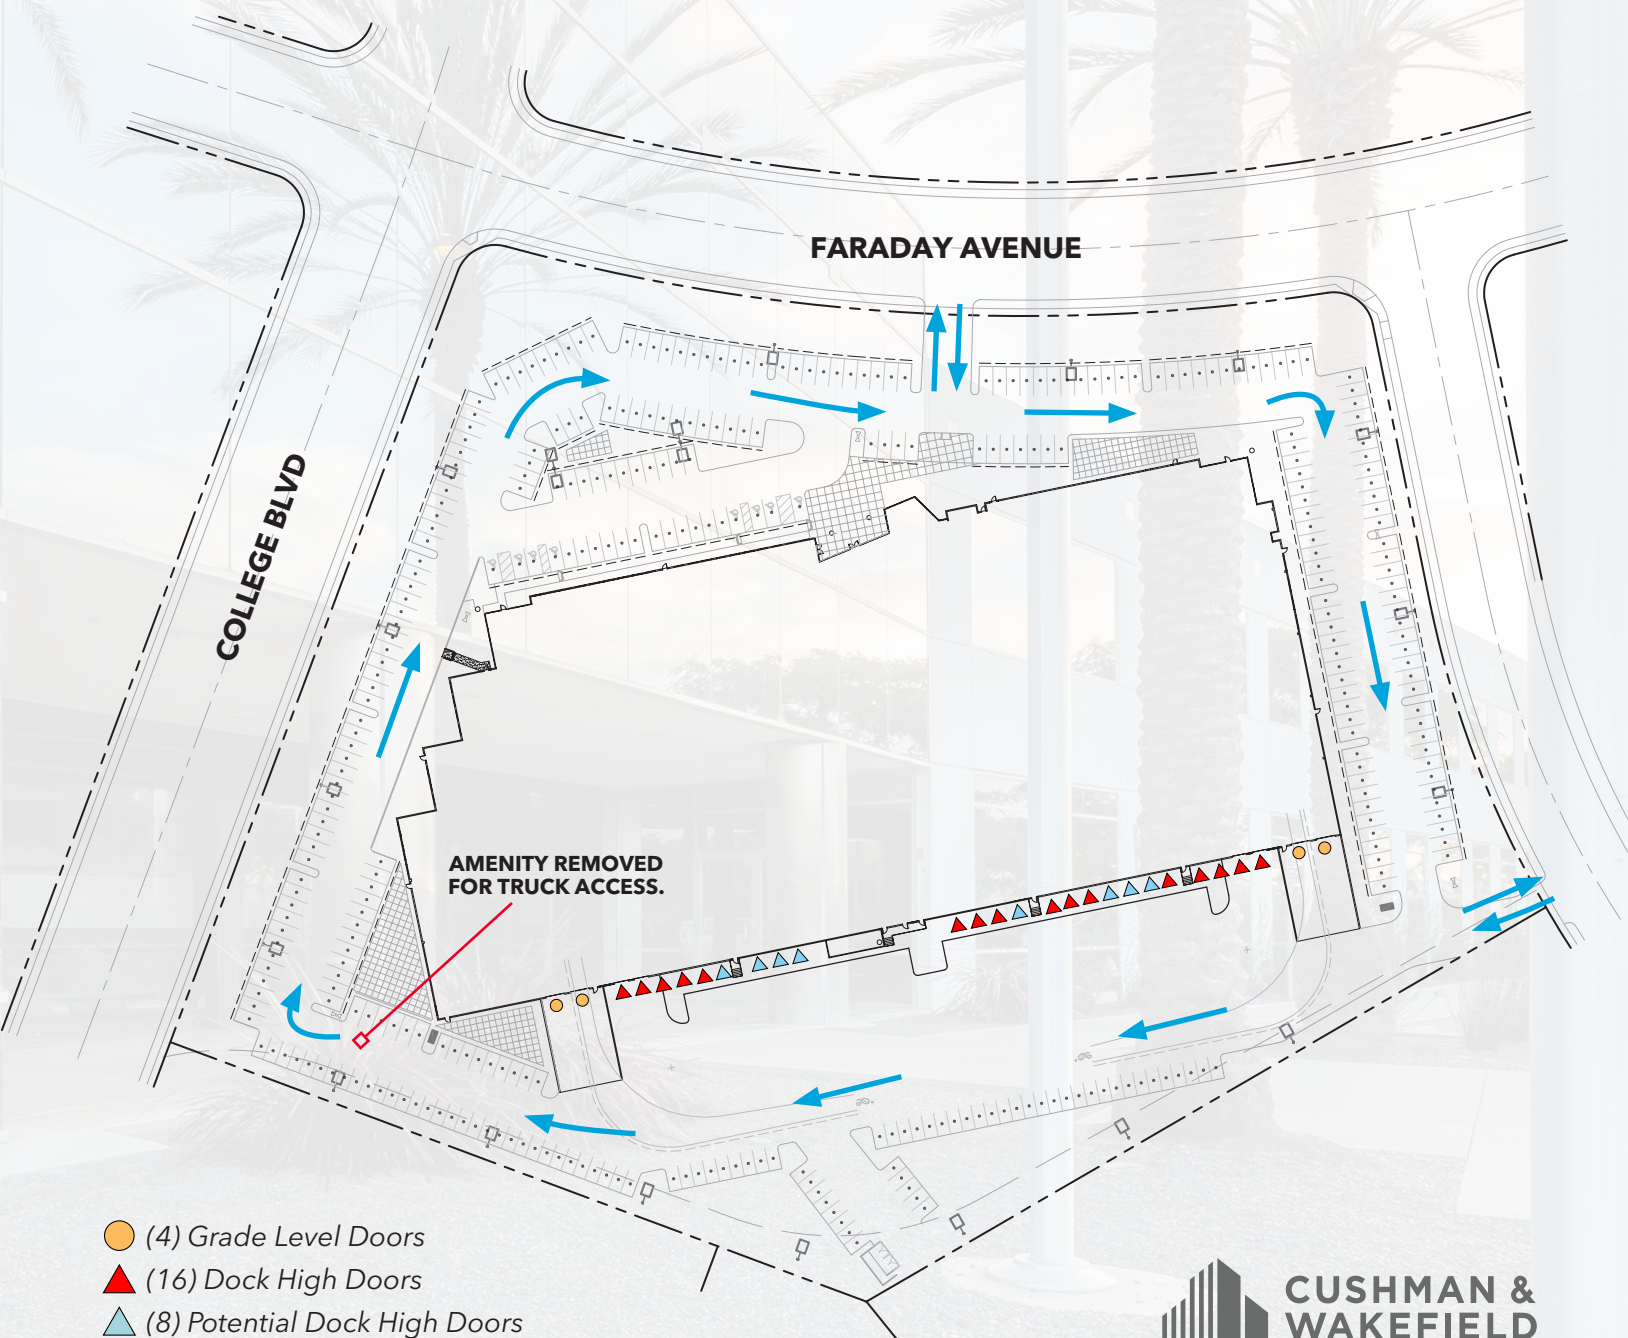 FARADAY AVENUE
COLLEGE BLVD
AMENITY REMOVED
FOR TRUCK ACCESS.
(4) Grade Level Doors
(16) Dock High Doors
(8) Potential Dock High Doors
CUSHMAN &
WAKEFIELD